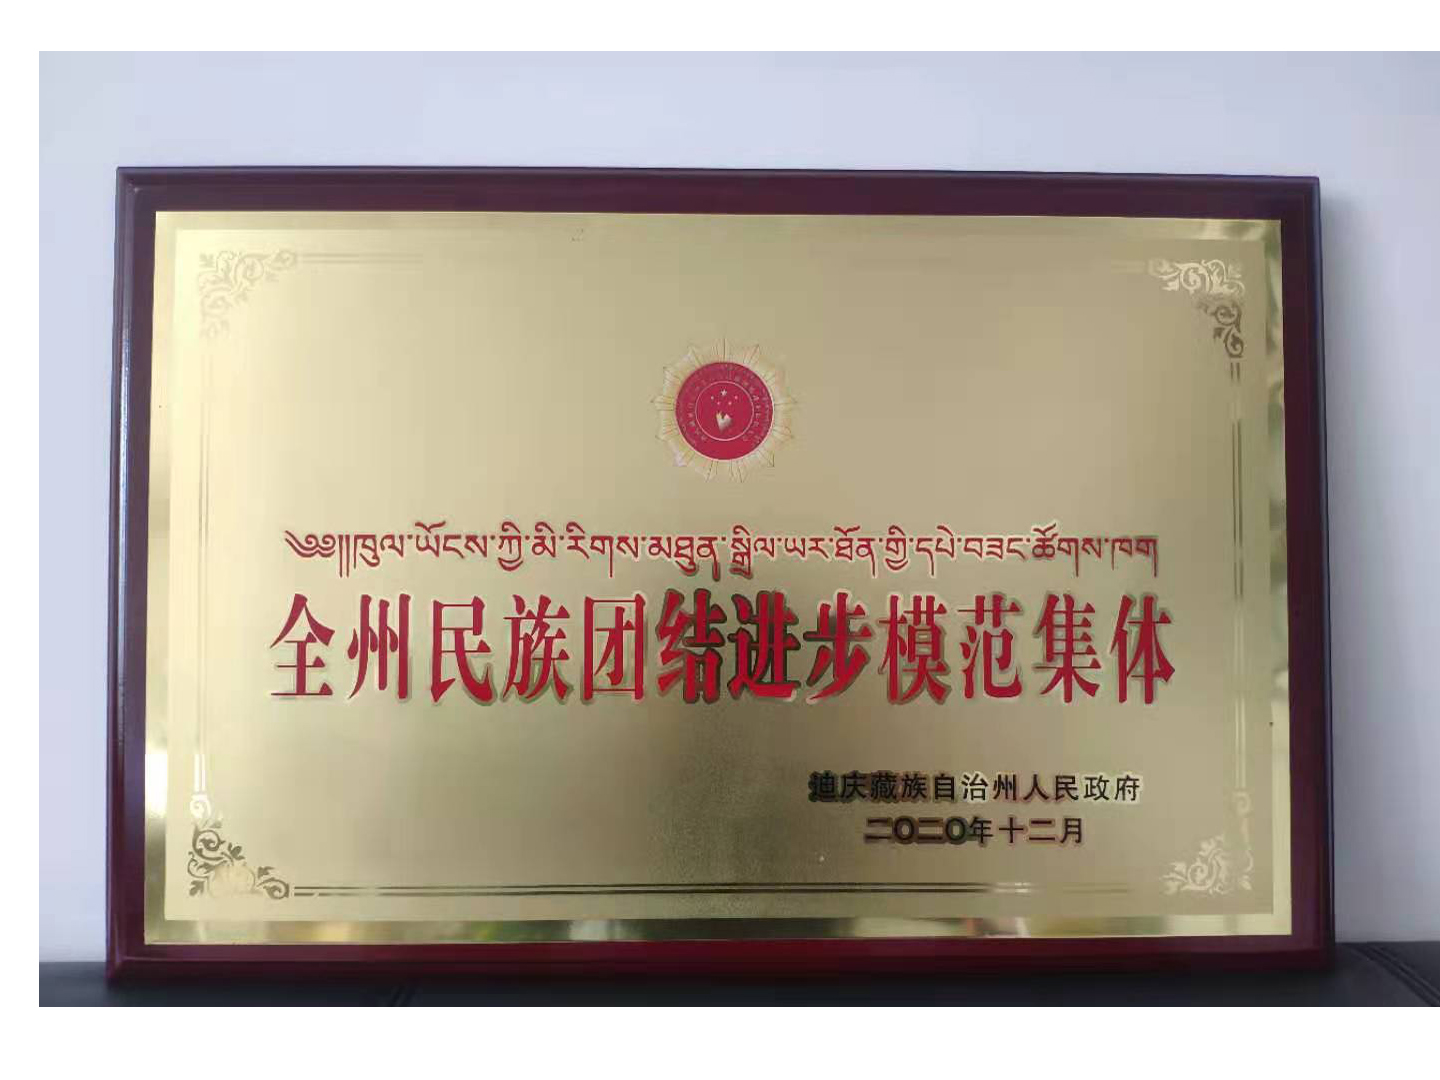 ༄༅།།ཁུལ་ཡོངས་ཀྱི་མི་རིགས་མཐུན་སྒྲིལ་ཡར་ཐོན་གྱི་དཔེ་བཟང་ཚོགས་ཁག
全州民族团结进步模范集体
迪庆藏族自治州人民政府
二〇二〇年十二月